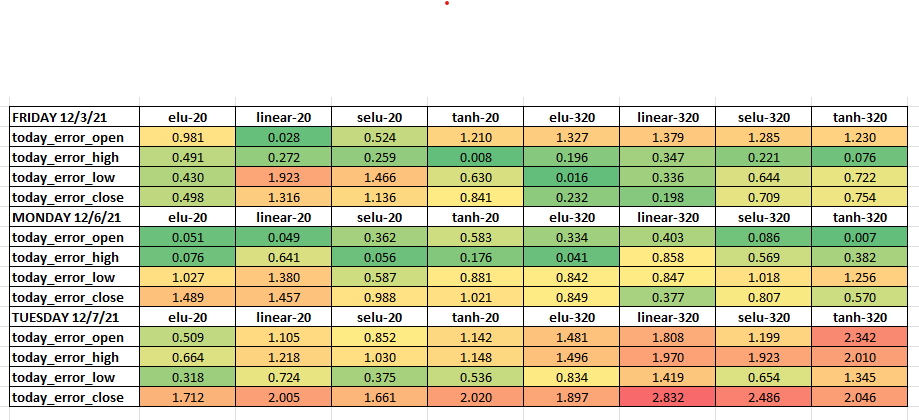 FRIDAY 12/3/21 elu-20 linear-20 selu-20 tanh-20 elu-320 linear-320 selu-320 tanh-320
today_error_open 0.981 0.028 0.524 1.210 1.327 1.379 1.285 1.230
today_error_high 0.491 0.272 0.259 0.008 0.196 0.347 0.221 0.076
today_error_low 0.430 1.923 1.466 0.630 0.016 0.336 0.644 0.722
today_error_close 0.498 1.316 1.136 0.841 0.232 0.198 0.709 0.754
MONDAY 12/6/21 elu-20 linear-20 selu-20 tanh-20 elu-320 linear-320 selu-320 tanh-320
today_error_open 0.051 0.049 0.362 0.583 0.334 0.403 0.086 0.007
today_error_high 0.076 0.641 0.056 0.176 0.041 0.858 0.569 0.382
today_error_low 1.027 1.380 0.587 0.881 0.842 0.847 1.018 1.256
today_error_close 1.489 1.457 0.988 1.021 0.849 0.377 0.807 0.570
TUESDAY 12/7/21 elu-20 linear-20 selu-20 tanh-20 elu-320 linear-320 selu-320 tanh-320
today_error_open 0.509 1.105 0.852 1.142 1.481 1.808 1.199 2.342
today_error_high 0.664 1.218 1.030 1.148 1.496 1.970 1.923 2.010
today_error_low 0.318 0.724 0.375 0.536 0.834 1.419 0.654 1.345
today_error_close 1.712 2.005 1.661 2.020 1.897 2.832 2.486 2.046